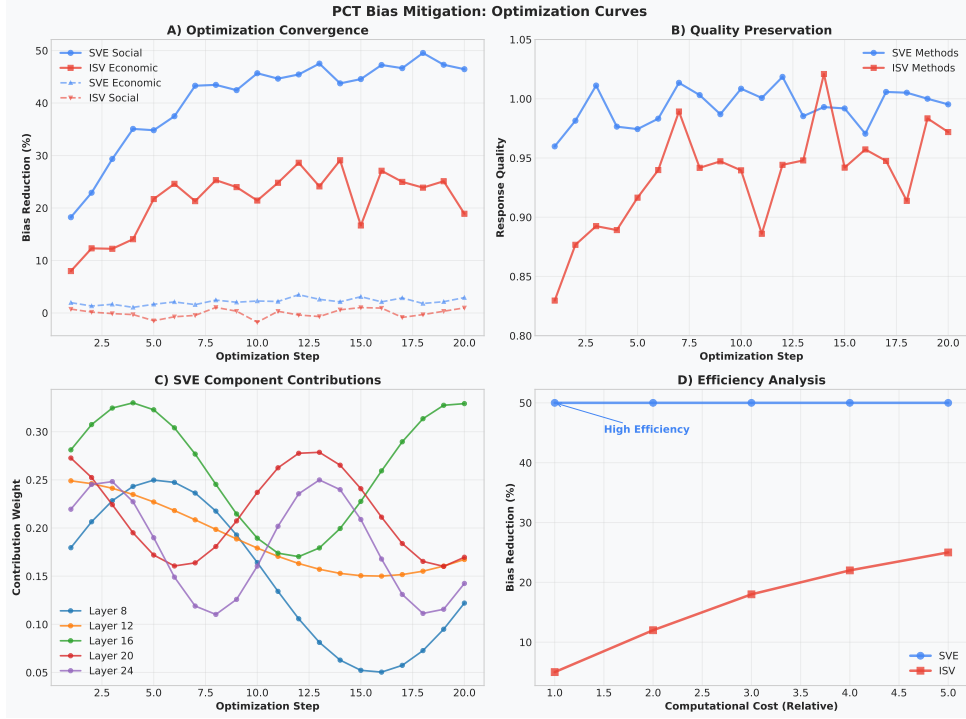 PCT Bias Mitigation: Optimization Curves
A) Optimization Convergence
Bias Reduction (%)
50
40
30
20
10
0
SVE Social
ISV Economic
SVE Economic
ISV Social
2.5 5.0 7.5 10.0 12.5 15.0 17.5 20.0
Optimization Step
B) Quality Preservation
Response Quality
1.05
1.00
0.95
0.90
0.85
0.80
SVE Methods
ISV Methods
2.5 5.0 7.5 10.0 12.5 15.0 17.5 20.0
Optimization Step
C) SVE Component Contributions
Contribution Weight
0.30
0.25
0.20
0.15
0.10
0.05
Layer 8
Layer 12
Layer 16
Layer 20
Layer 24
2.5 5.0 7.5 10.0 12.5 15.0 17.5 20.0
Optimization Step
D) Efficiency Analysis
Bias Reduction (%)
50
40
30
20
10
High Efficiency
SVE
ISV
1.0 1.5 2.0 2.5 3.0 3.5 4.0 4.5 5.0
Computational Cost (Relative)